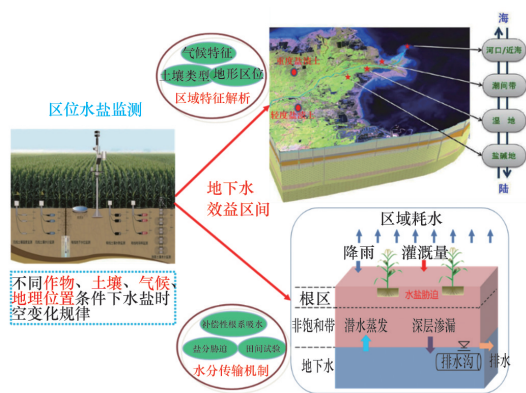 气候特征
土壤类型 地形区位
区域特征解析
海
河口/近海
潮间带
湿 地
盐碱地
陆
区位水盐监测
地下水
效益区间
不同作物、土壤、气候、
地理位置条件下水盐时
空变化规律
区域耗水
降雨 灌溉量
水盐胁迫
根区
非饱和带 潜水蒸发 深层渗漏
地下水 排水沟 排水
补偿性根系吸水
盐分胁迫 田间试验
水分传输机制